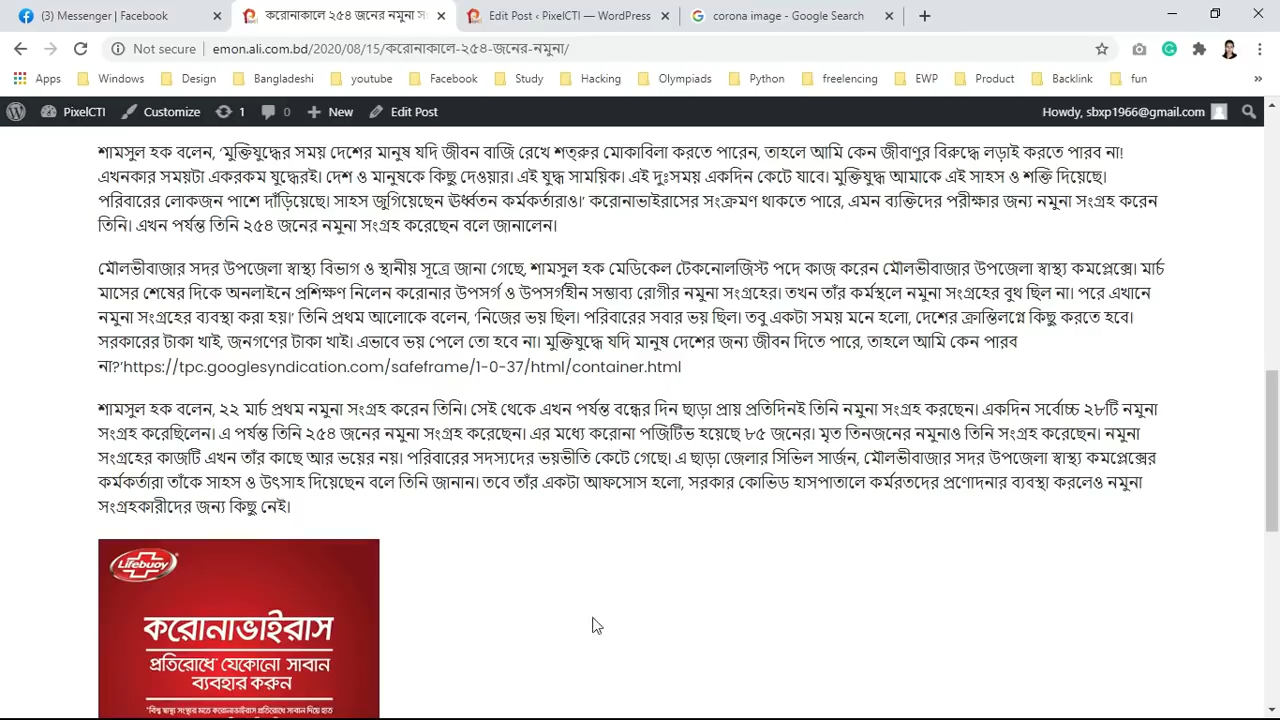 (3) Messenger | Facebook
করোনাকালে ২৫৪ জনের নমুনা স
Edit Post ‹ PixelCTI — WordPress
corona image - Google Search
Not secure
emon.ali.com.bd/2020/08/15/করোনাকালে-২৫৪-জনের-নমুনা/
Apps Windows Design Bangladeshi youtube Facebook Study Hacking Olympiads Python freelencing EWP Product Backlink fun »
PixelCTI Customize 1 0 New Edit Post Howdy, sbxp1966@gmail.com
শামসুল হক বলেন, ‘মুক্তিযুদ্ধের সময় দেশের মানুষ যদি জীবন বাজি রেখে শত্রুর মোকাবিলা করতে পারেন, তাহলে আমি কেন জীবাণুর বিরুদ্ধে লড়াই করতে পারব না!
এখনকার সময়টা একরকম যুদ্ধেরই। দেশ ও মানুষকে কিছু দেওয়ার। এই যুদ্ধ সাময়িক। এই দুঃসময় একদিন কেটে যাবে। মুক্তিযুদ্ধ আমাকে এই সাহস ও শক্তি দিয়েছে।
পরিবারের লোকজন পাশে দাঁড়িয়েছে। সাহস জুগিয়েছেন ঊর্ধ্বতন কর্মকর্তারাও।’ করোনাভাইরাসের সংক্রমণ থাকতে পারে, এমন ব্যক্তিদের পরীক্ষার জন্য নমুনা সংগ্রহ করেন
তিনি। এখন পর্যন্ত তিনি ২৫৪ জনের নমুনা সংগ্রহ করেছেন বলে জানালেন।
মৌলভীবাজার সদর উপজেলা স্বাস্থ্য বিভাগ ও স্থানীয় সূত্রে জানা গেছে, শামসুল হক মেডিকেল টেকনোলজিস্ট পদে কাজ করেন মৌলভীবাজার উপজেলা স্বাস্থ্য কমপ্লেক্সে। মার্চ
মাসের শেষের দিকে অনলাইনে প্রশিক্ষণ নিলেন করোনার উপসর্গ ও উপসর্গহীন সম্ভাব্য রোগীর নমুনা সংগ্রহের। তখন তাঁর কর্মস্থলে নমুনা সংগ্রহের বুথ ছিল না। পরে এখানে
নমুনা সংগ্রহের ব্যবস্থা করা হয়।’ তিনি প্রথম আলোকে বলেন, ‘নিজের ভয় ছিল। পরিবারের সবার ভয় ছিল। তবু একটা সময় মনে হলো, দেশের ক্রান্তিলগ্নে কিছু করতে হবে।
সরকারের টাকা খাই, জনগণের টাকা খাই। এভাবে ভয় পেলে তো হবে না। মুক্তিযুদ্ধে যদি মানুষ দেশের জন্য জীবন দিতে পারে, তাহলে আমি কেন পারব
না?’https://tpc.googlesyndication.com/safeframe/1-0-37/html/container.html
শামসুল হক বলেন, ২২ মার্চ প্রথম নমুনা সংগ্রহ করেন তিনি। সেই থেকে এখন পর্যন্ত বন্ধের দিন ছাড়া প্রায় প্রতিদিনই তিনি নমুনা সংগ্রহ করছেন। একদিন সর্বোচ্চ ২৮টি নমুনা
সংগ্রহ করেছিলেন। এ পর্যন্ত তিনি ২৫৪ জনের নমুনা সংগ্রহ করেছেন। এর মধ্যে করোনা পজিটিভ হয়েছে ৮৫ জনের। মৃত তিনজনের নমুনাও তিনি সংগ্রহ করেছেন। নমুনা
সংগ্রহের কাজটি এখন তাঁর কাছে আর ভয়ের নয়। পরিবারের সদস্যদের ভয়ভীতি কেটে গেছে। এ ছাড়া জেলার সিভিল সার্জন, মৌলভীবাজার সদর উপজেলা স্বাস্থ্য কমপ্লেক্সের
কর্মকর্তারা তাঁকে সাহস ও উৎসাহ দিয়েছেন বলে তিনি জানান। তবে তাঁর একটা আফসোস হলো, সরকার কোভিড হাসপাতালে কর্মরতদের প্রণোদনার ব্যবস্থা করলেও নমুনা
সংগ্রহকারীদের জন্য কিছু নেই।
Lifebuoy
করোনাভাইরাস
প্রতিরোধে যেকোনো সাবান
ব্যবহার করুন
"বিশ্ব স্বাস্থ্য সংস্থার মতে করোনাভাইরাস প্রতিরোধে সাবান দিয়ে হাত